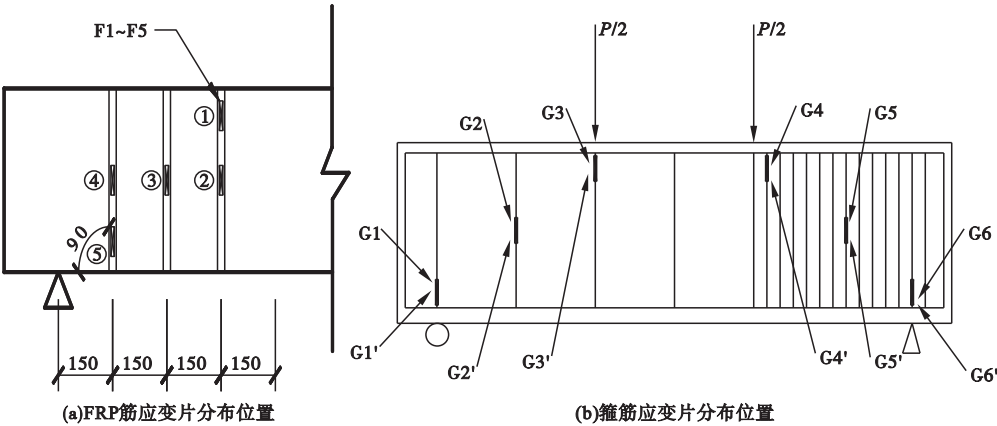 F1~F5
①
④ ③ ②
90
⑤
150 150 150 150
(a)FRP筋应变片分布位置
P/2 P/2
G2 G3 G4 G5
G1 G6
G1' G2' G3' G4' G5' G6'
(b)箍筋应变片分布位置